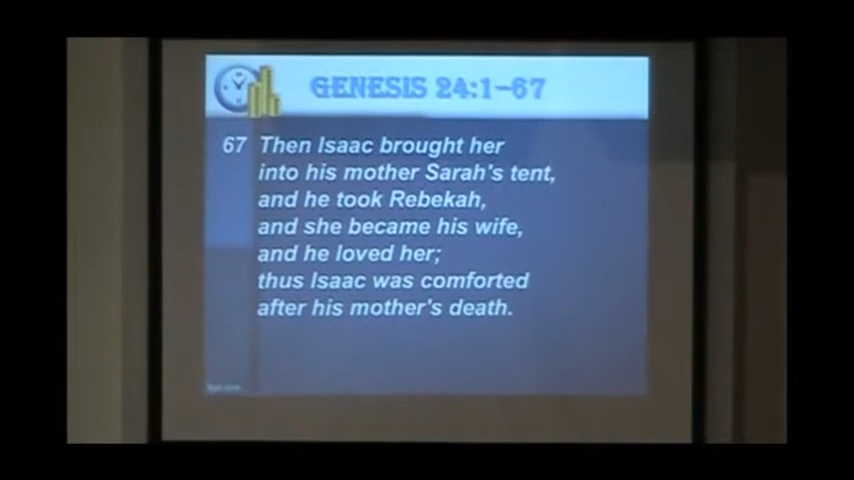 GENESIS 24:1-67
67 Then Isaac brought her
into his mother Sarah's tent,
and he took Rebekah,
and she became his wife,
and he loved her;
thus Isaac was comforted
after his mother's death.